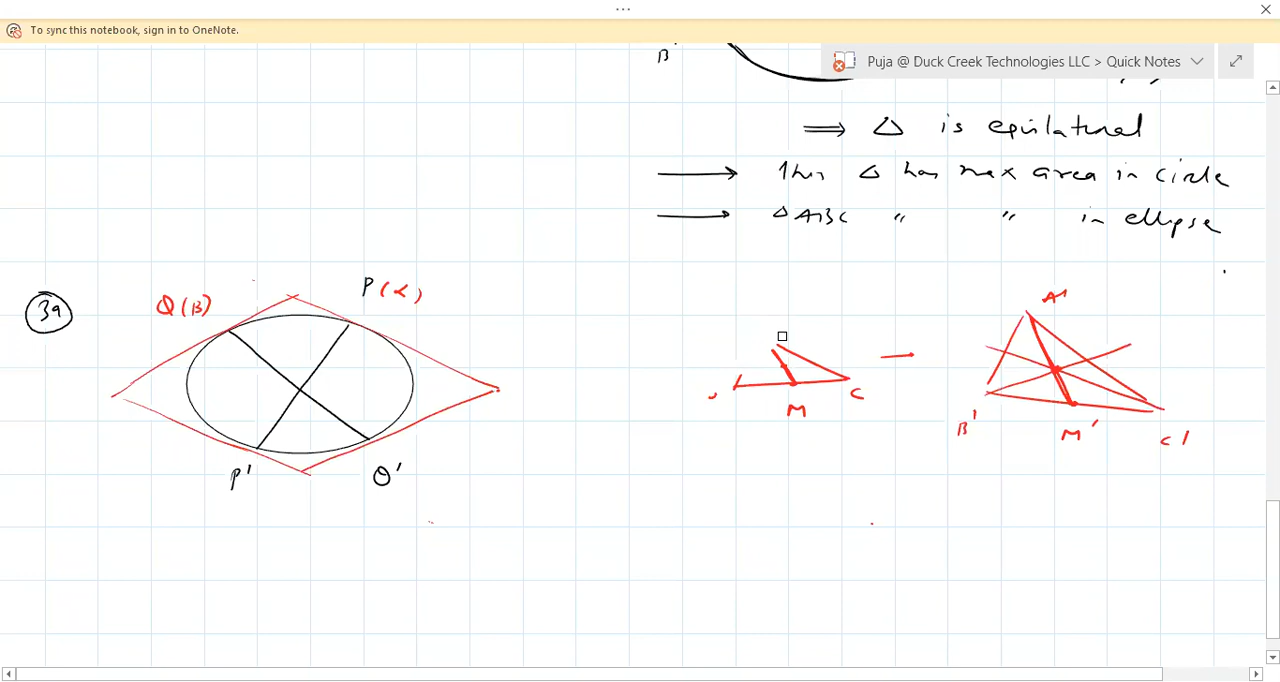 To sync this notebook, sign in to OneNote.
B'
Puja @ Duck Creek Technologies LLC > Quick Notes
⟹ △ is equilateral
⟶ This △ has max area in circle
⟶ △ABC " " in ellipse
39
Q(β)
P(α)
P'
Q'
M
C
→
A'
B'
M'
C'